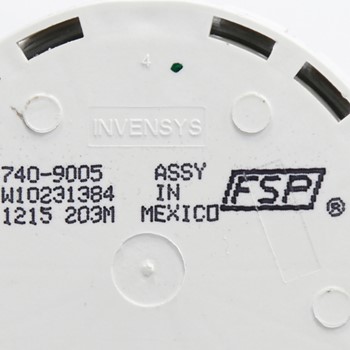 4
INVENSYS
740-9005 ASSY
W10231384 IN FSP®
1215 203M MEXICO